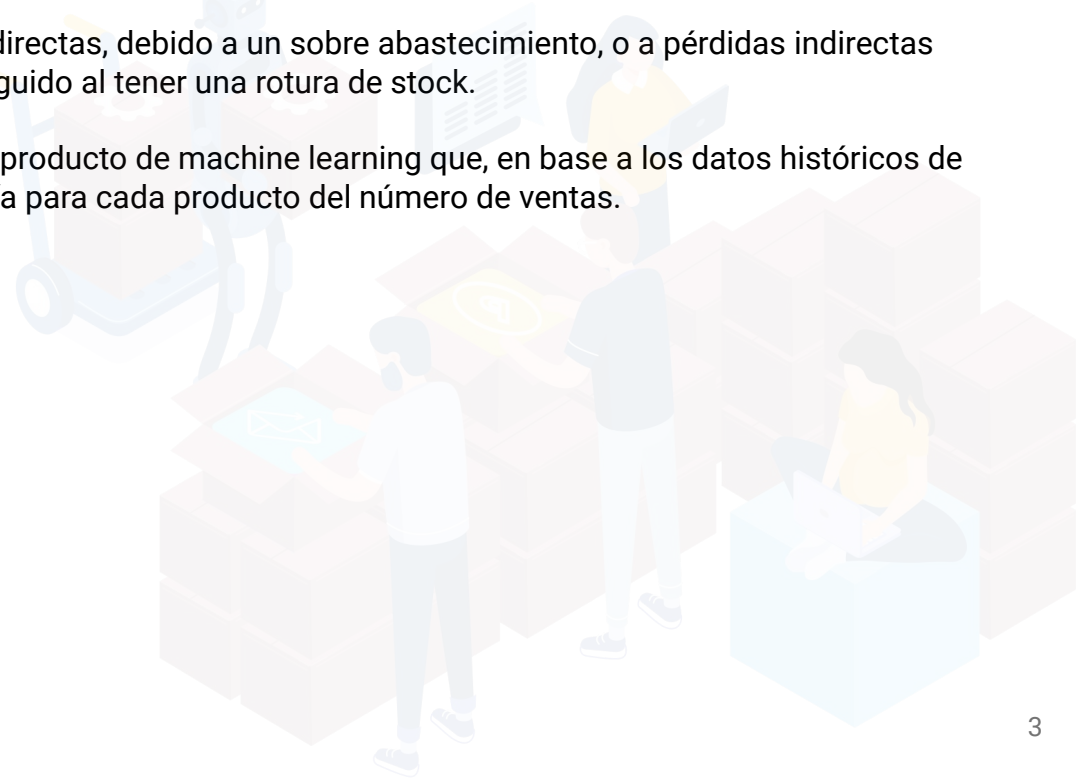 directas, debido a un sobre abastecimiento, o a pérdidas indirectas
guido al tener una rotura de stock.
producto de machine learning que, en base a los datos históricos de
ía para cada producto del número de ventas.
3